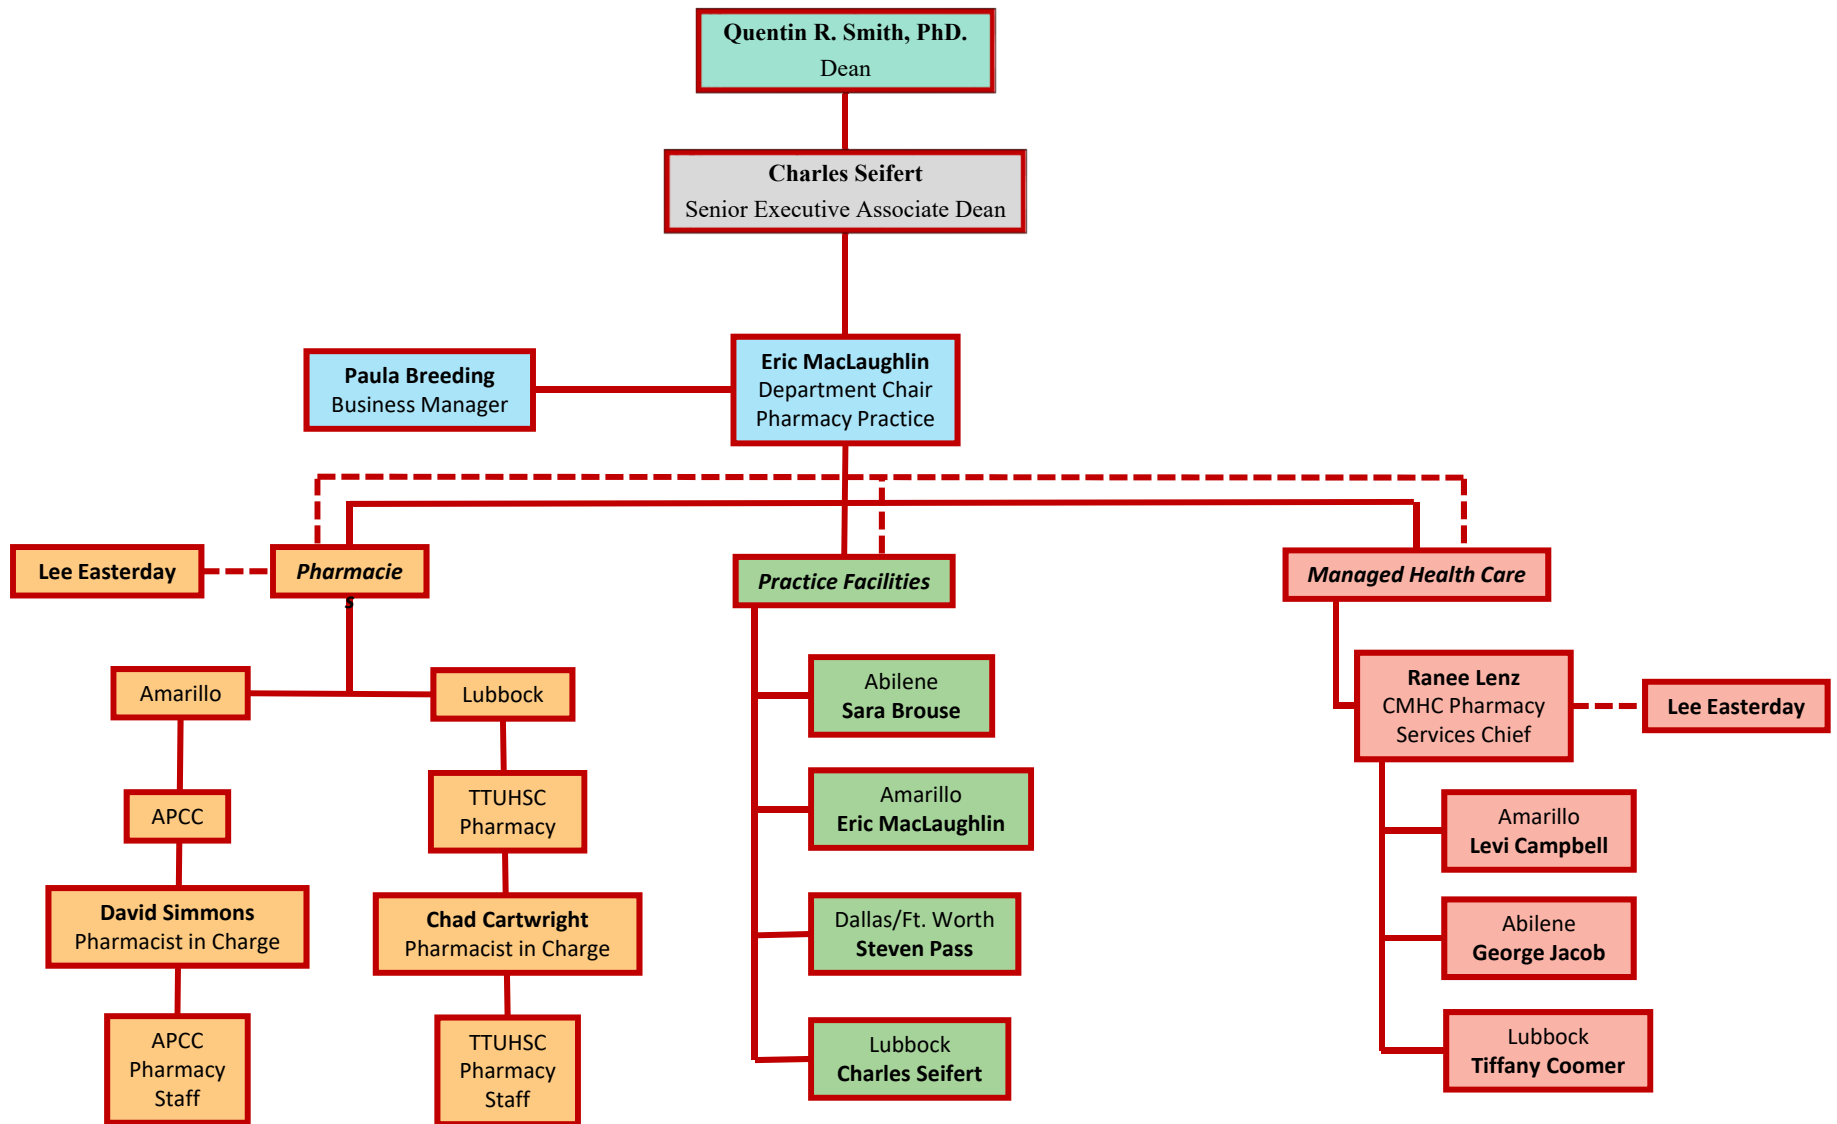 Quentin R. Smith, PhD.
Dean
Charles Seifert
Senior Executive Associate Dean
Paula Breeding
Business Manager
Eric MacLaughlin
Department Chair
Pharmacy Practice
Lee Easterday
Pharmacie
s
Amarillo
APCC
David Simmons
Pharmacist in Charge
APCC
Pharmacy
Staff
Lubbock
TTUHSC
Pharmacy
Chad Cartwright
Pharmacist in Charge
TTUHSC
Pharmacy
Staff
Practice Facilities
Abilene
Sara Brouse
Amarillo
Eric MacLaughlin
Dallas/Ft. Worth
Steven Pass
Lubbock
Charles Seifert
Managed Health Care
Ranee Lenz
CMHC Pharmacy
Services Chief
Lee Easterday
Amarillo
Levi Campbell
Abilene
George Jacob
Lubbock
Tiffany Coomer